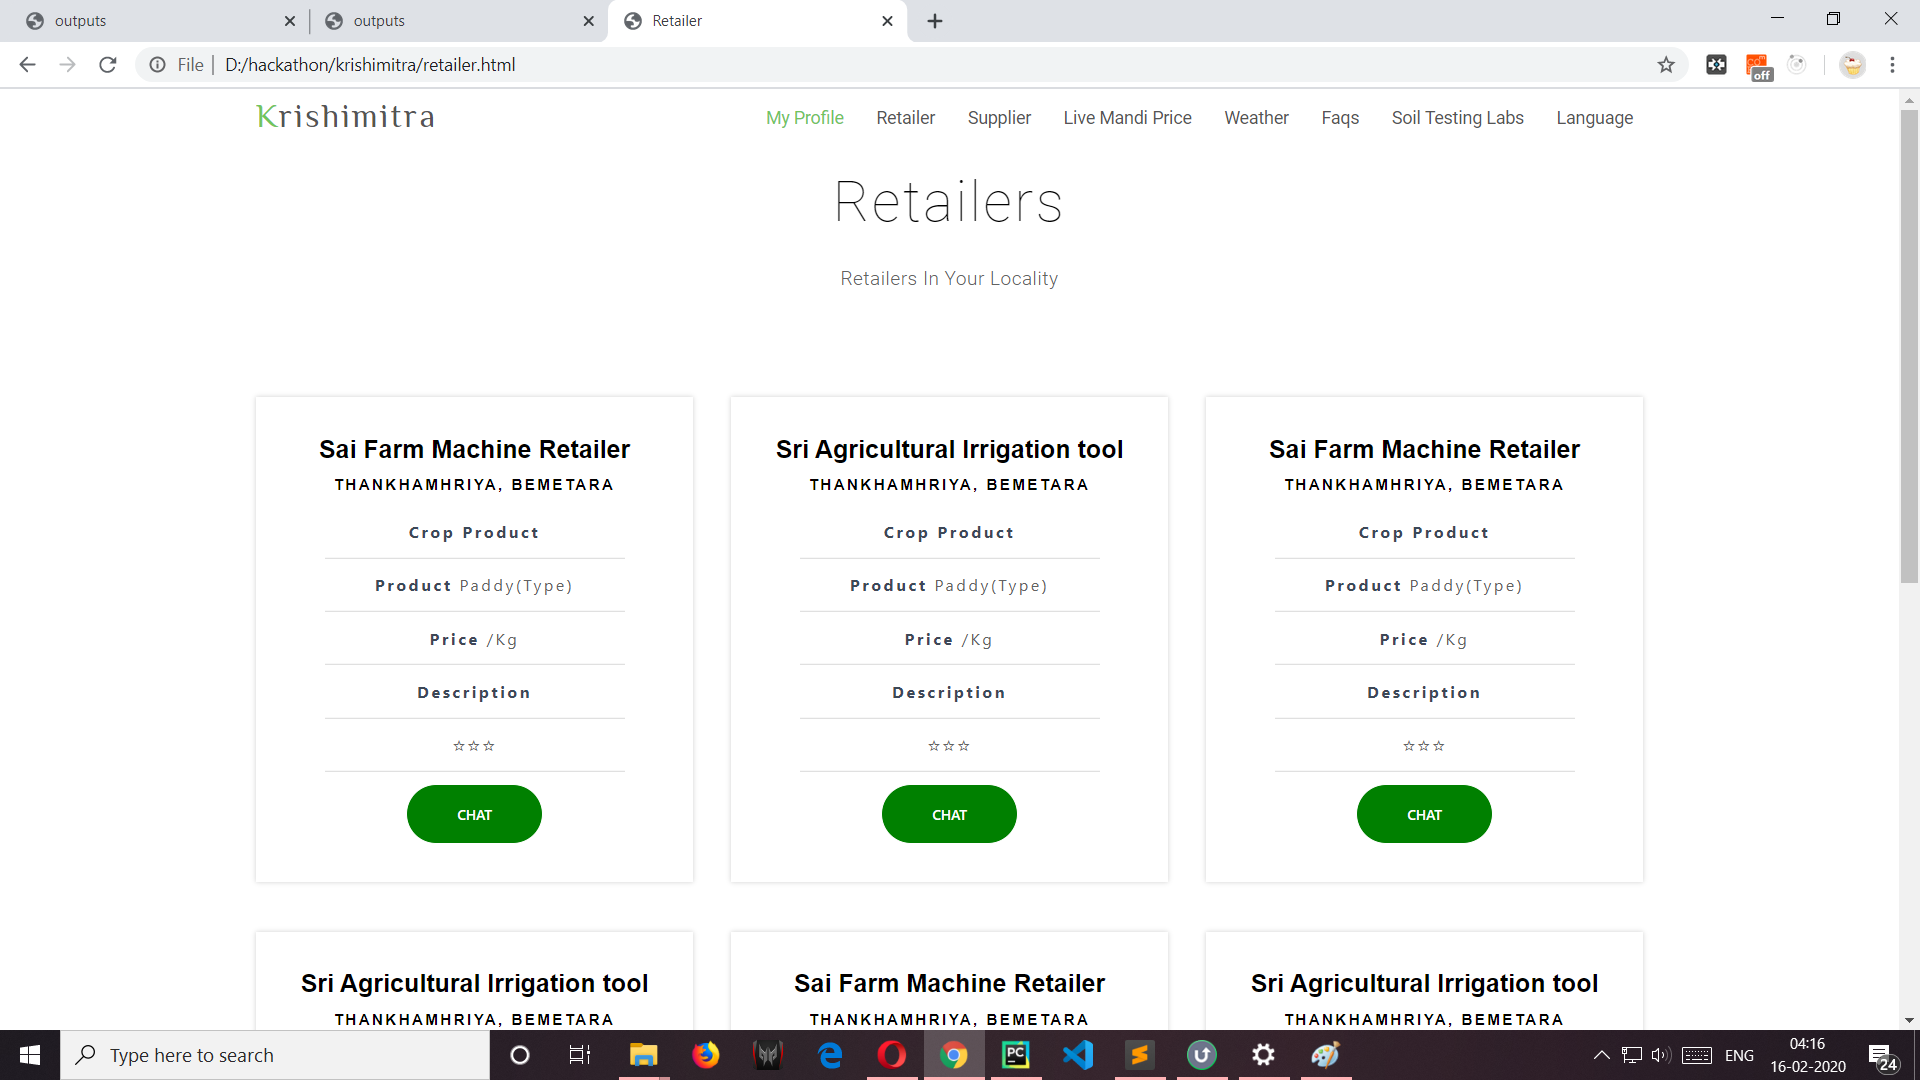 outputs
outputs
Retailer
File | D:/hackathon/krishimitra/retailer.html
off
Krishimitra
My Profile Retailer Supplier Live Mandi Price Weather Faqs Soil Testing Labs Language
Retailers
Retailers In Your Locality
Sai Farm Machine Retailer
THANKHAMHRIYA, BEMETARA
Crop Product
Product Paddy(Type)
Price /Kg
Description
☆☆☆
CHAT
Sri Agricultural Irrigation tool
THANKHAMHRIYA, BEMETARA
Crop Product
Product Paddy(Type)
Price /Kg
Description
☆☆☆
CHAT
Sai Farm Machine Retailer
THANKHAMHRIYA, BEMETARA
Crop Product
Product Paddy(Type)
Price /Kg
Description
☆☆☆
CHAT
Sri Agricultural Irrigation tool
THANKHAMHRIYA, BEMETARA
Sai Farm Machine Retailer
THANKHAMHRIYA, BEMETARA
Sri Agricultural Irrigation tool
THANKHAMHRIYA, BEMETARA
Type here to search
PC
ENG
04:16
16-02-2020
24